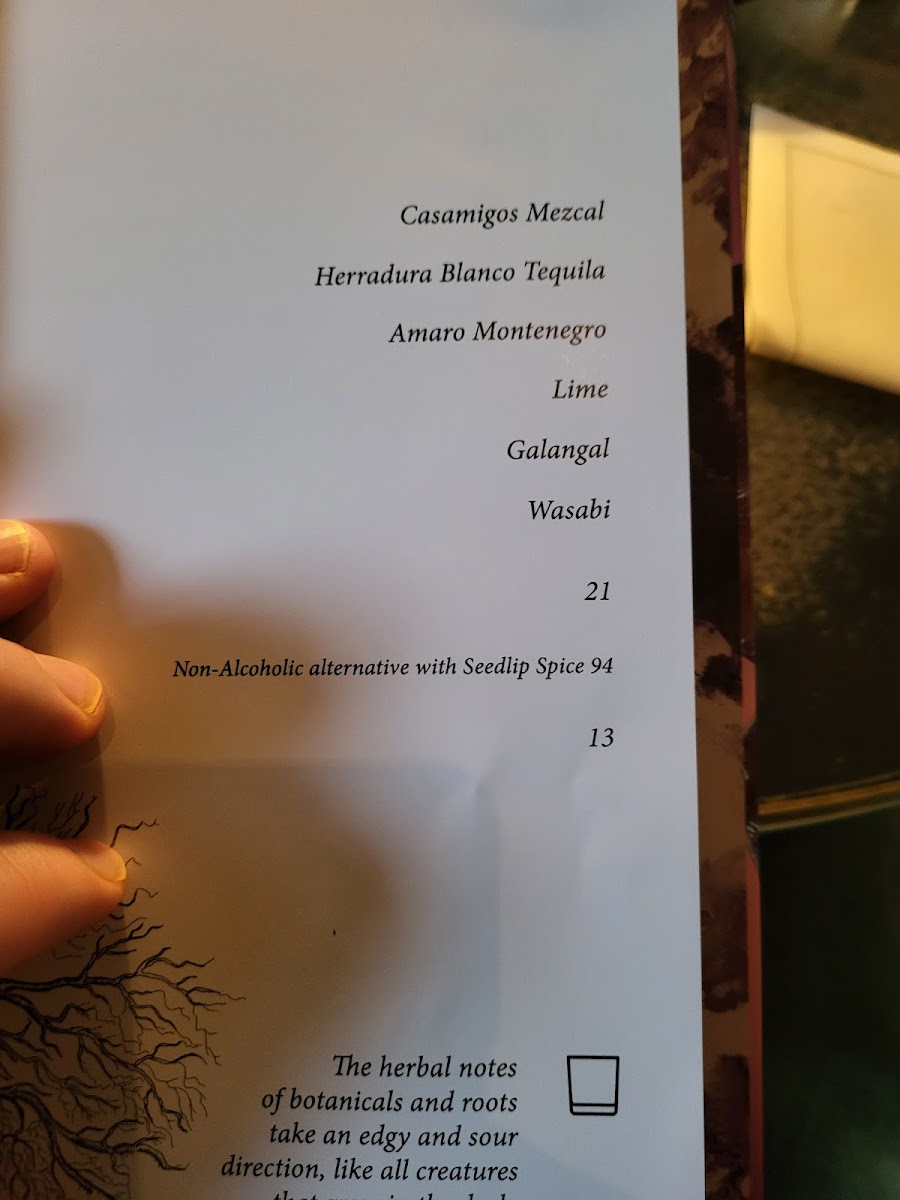 Casamigos Mezcal
Herradura Blanco Tequila
Amaro Montenegro
Lime
Galangal
Wasabi
21
Non-Alcoholic alternative with Seedlip Spice 94
13
The herbal notes
of botanicals and roots
take an edgy and sour
direction, like all creatures